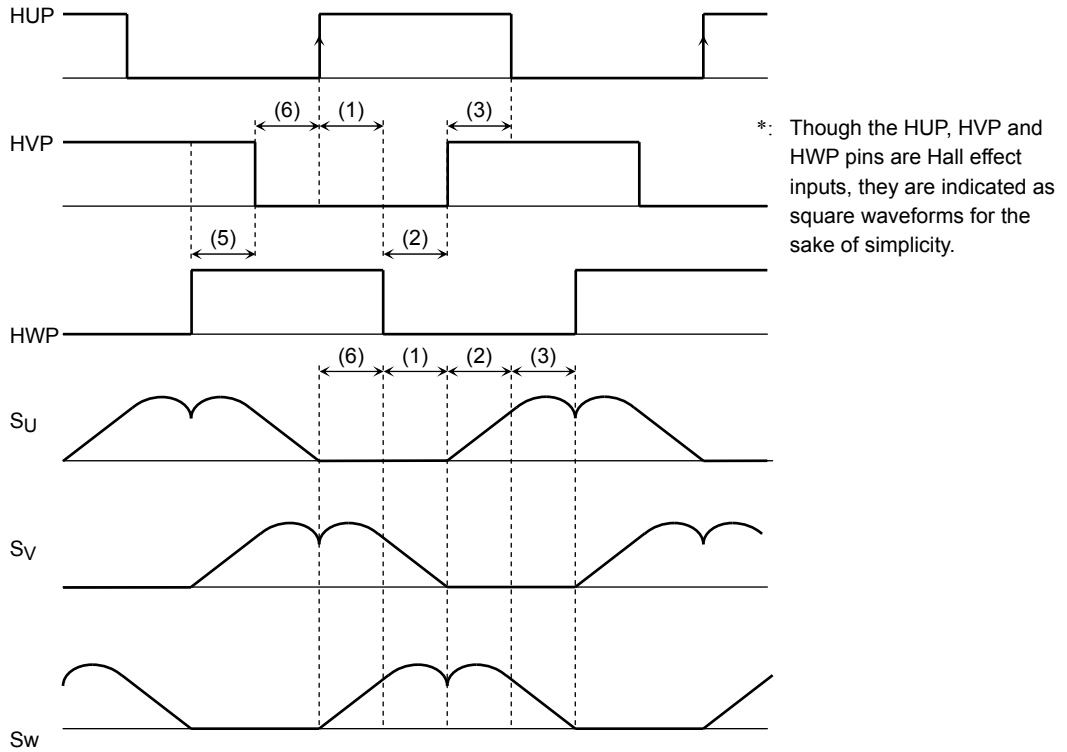 HUP
(6) (1) (3)
HVP
*: Though the HUP, HVP and
HWP pins are Hall effect
inputs, they are indicated as
square waveforms for the
sake of simplicity.
(5) (2)
HWP
(6) (1) (2) (3)
SU
SV
Sw